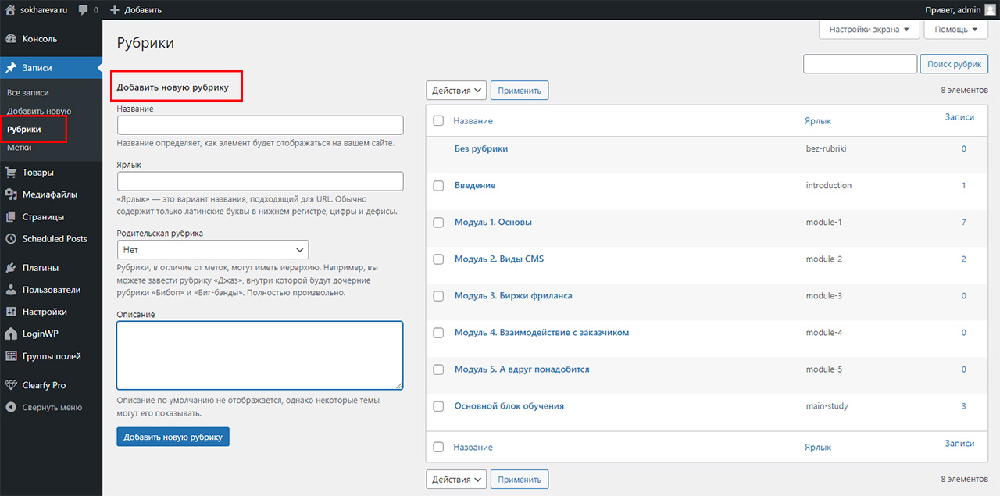 sokhareva.ru 0 + Добавить Привет, admin
Консоль
Записи
Все записи
Добавить новую
Рубрики
Метки
Товары
Медиафайлы
Страницы
Scheduled Posts
Плагины
Пользователи
Настройки
LoginWP
Группы полей
Clearfy Pro
Свернуть меню
Настройки экрана ▼ Помощь ▼
Рубрики
Поиск рубрик
Добавить новую рубрику
Название
Название определяет, как элемент будет отображаться на вашем сайте.
Ярлык
«Ярлык» — это вариант названия, подходящий для URL. Обычно
содержит только латинские буквы в нижнем регистре, цифры и дефисы.
Родительская рубрика
Нет
Рубрики, в отличие от меток, могут иметь иерархию. Например, вы
можете завести рубрику «Джаз», внутри которой будут дочерние
рубрики «Бибоп» и «Биг-бэнды». Полностью произвольно.
Описание
Описание по умолчанию не отображается, однако некоторые темы
могут его показывать.
Добавить новую рубрику
Действия Применить 8 элементов
Название Ярлык Записи
Без рубрики bez-rubriki 0
Введение introduction 1
Модуль 1. Основы module-1 7
Модуль 2. Виды CMS module-2 2
Модуль 3. Биржи фриланса module-3 0
Модуль 4. Взаимодействие с заказчиком module-4 0
Модуль 5. А вдруг понадобится module-5 0
Основной блок обучения main-study 3
Название Ярлык Записи
Действия Применить 8 элементов